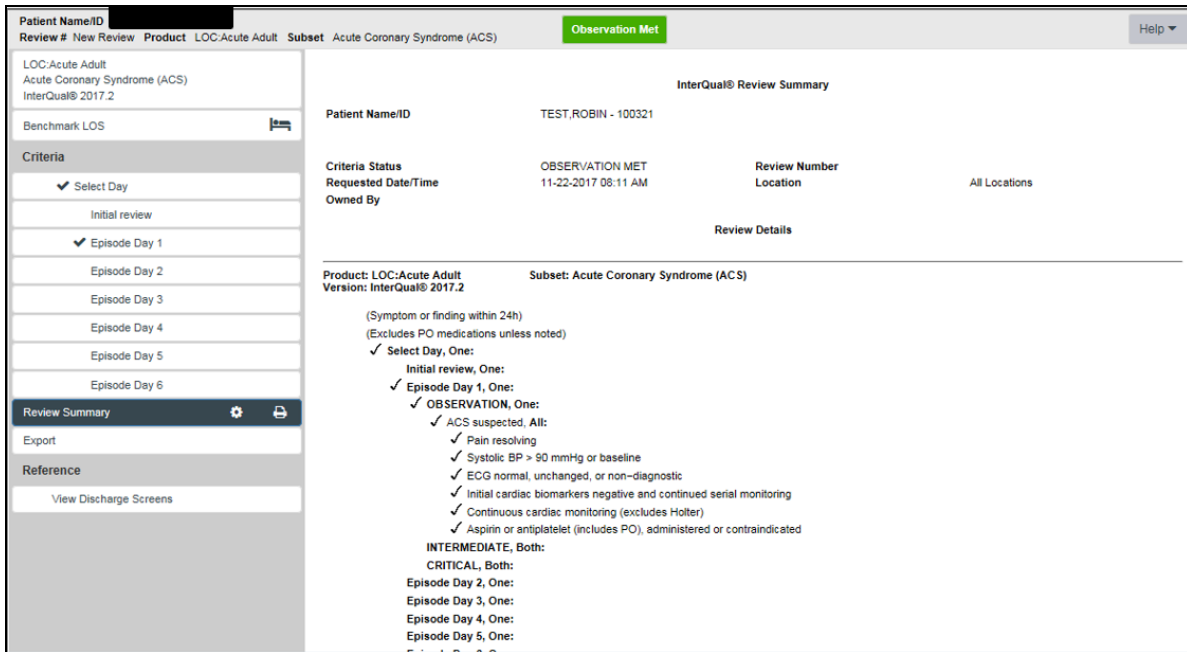 Patient Name/ID
Review # New Review Product LOC:Acute Adult Subset Acute Coronary Syndrome (ACS)
Observation Met
Help
LOC:Acute Adult
Acute Coronary Syndrome (ACS)
InterQual® 2017.2
Benchmark LOS
Criteria
Select Day
Initial review
Episode Day 1
Episode Day 2
Episode Day 3
Episode Day 4
Episode Day 5
Episode Day 6
Review Summary
Export
Reference
View Discharge Screens
InterQual® Review Summary
Patient Name/ID TEST,ROBIN - 100321
Criteria Status OBSERVATION MET Review Number
Requested Date/Time 11-22-2017 08:11 AM Location All Locations
Owned By
Review Details
Product: LOC:Acute Adult Subset: Acute Coronary Syndrome (ACS)
Version: InterQual® 2017.2
(Symptom or finding within 24h)
(Excludes PO medications unless noted)
✓ Select Day, One:
Initial review, One:
✓ Episode Day 1, One:
✓ OBSERVATION, One:
✓ ACS suspected, All:
✓ Pain resolving
✓ Systolic BP > 90 mmHg or baseline
✓ ECG normal, unchanged, or non-diagnostic
✓ Initial cardiac biomarkers negative and continued serial monitoring
✓ Continuous cardiac monitoring (excludes Holter)
✓ Aspirin or antiplatelet (includes PO), administered or contraindicated
INTERMEDIATE, Both:
CRITICAL, Both:
Episode Day 2, One:
Episode Day 3, One:
Episode Day 4, One:
Episode Day 5, One: